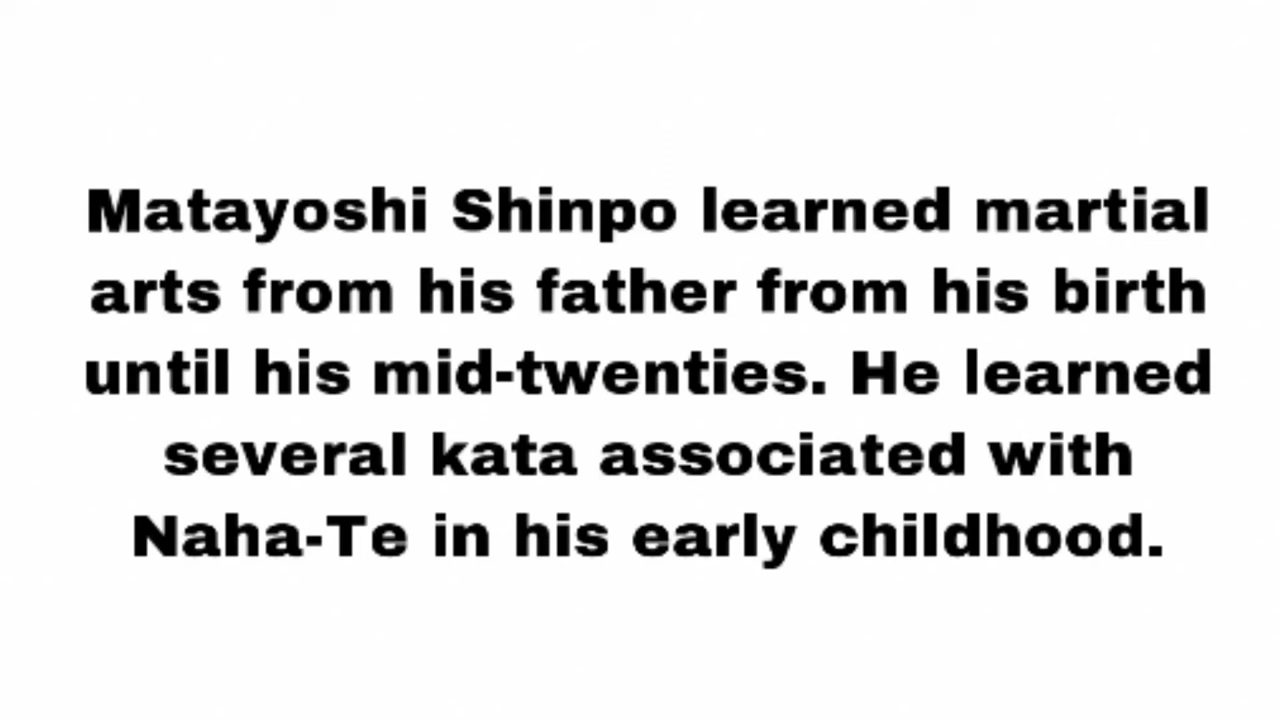 Matayoshi Shinpo learned martial
arts from his father from his birth
until his mid-twenties. He learned
several kata associated with
Naha-Te in his early childhood.